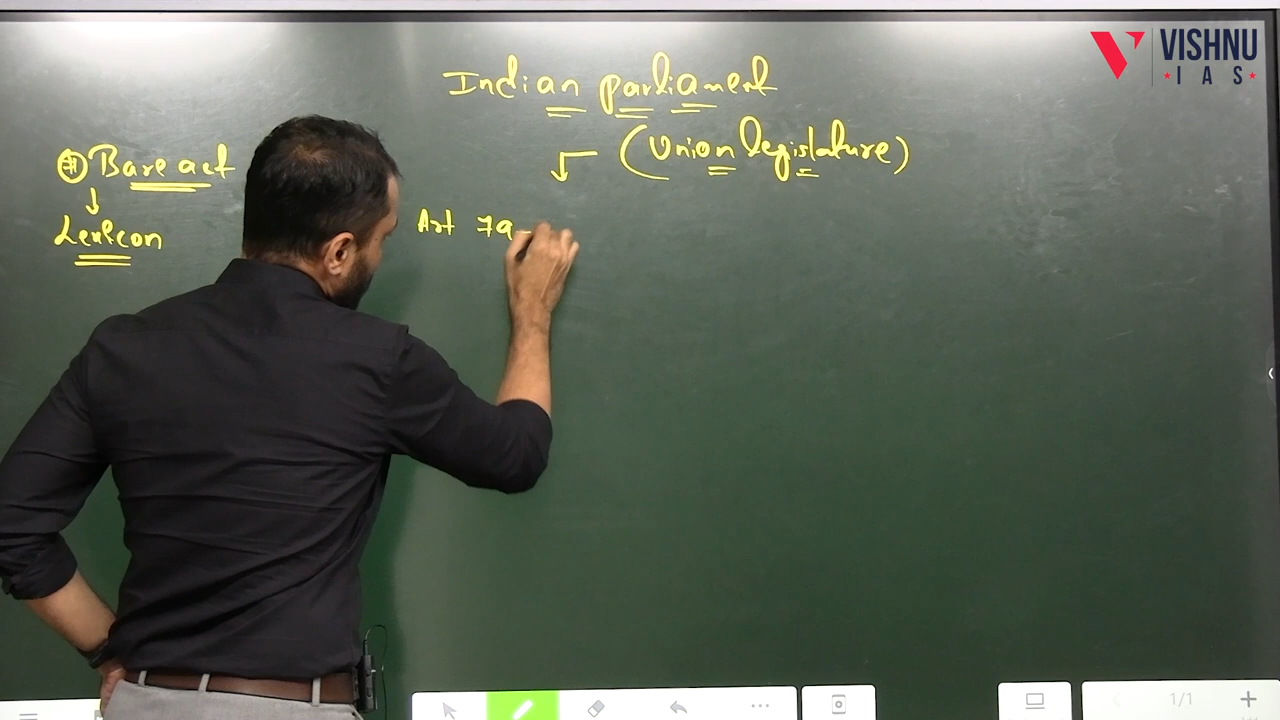 VISHNU
IAS
Indian parliament
(Union legislature)
Bare act
Lexicon
Art 79-
1/1